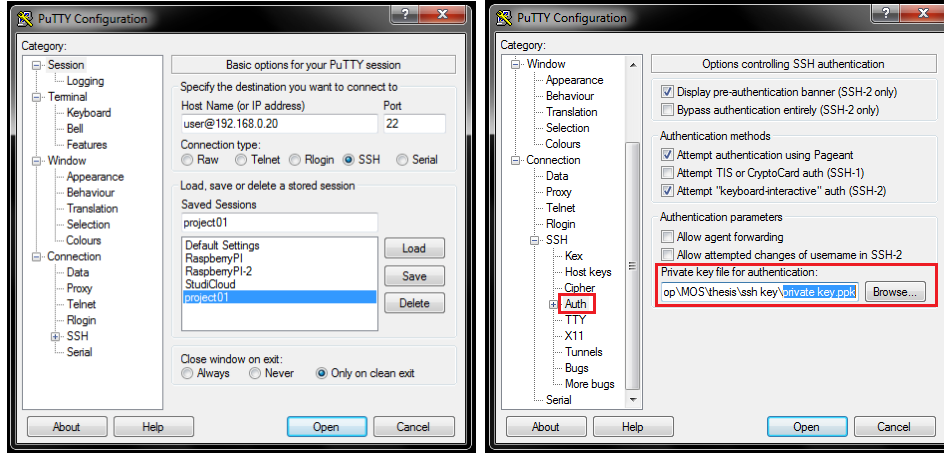 PuTTY Configuration
?
X
Category:
Session
Logging
Terminal
Keyboard
Bell
Features
Window
Appearance
Behaviour
Translation
Selection
Colours
Connection
Data
Proxy
Telnet
Rlogin
SSH
Serial
Basic options for your PuTTY session
Specify the destination you want to connect to
Host Name (or IP address) Port
user@192.168.0.20 22
Connection type:
Raw Telnet Rlogin SSH Serial
Load, save or delete a stored session
Saved Sessions
project01
Default Settings
RaspberryPI
RaspberryPI-2
StudiCloud
project01
Load
Save
Delete
Close window on exit:
Always Never Only on clean exit
About Help Open Cancel
PuTTY Configuration
?
X
Category:
Window
Appearance
Behaviour
Translation
Selection
Colours
Connection
Data
Proxy
Telnet
Rlogin
SSH
Kex
Host keys
Cipher
Auth
TTY
X11
Tunnels
Bugs
More bugs
Serial
Options controlling SSH authentication
Display pre-authentication banner (SSH-2 only)
Bypass authentication entirely (SSH-2 only)
Authentication methods
Attempt authentication using Pageant
Attempt TIS or CryptoCard auth (SSH-1)
Attempt "keyboard-interactive" auth (SSH-2)
Authentication parameters
Allow agent forwarding
Allow attempted changes of username in SSH-2
Private key file for authentication:
op\MOS\thesis\ssh key\private key.ppk Browse...
About Help Open Cancel